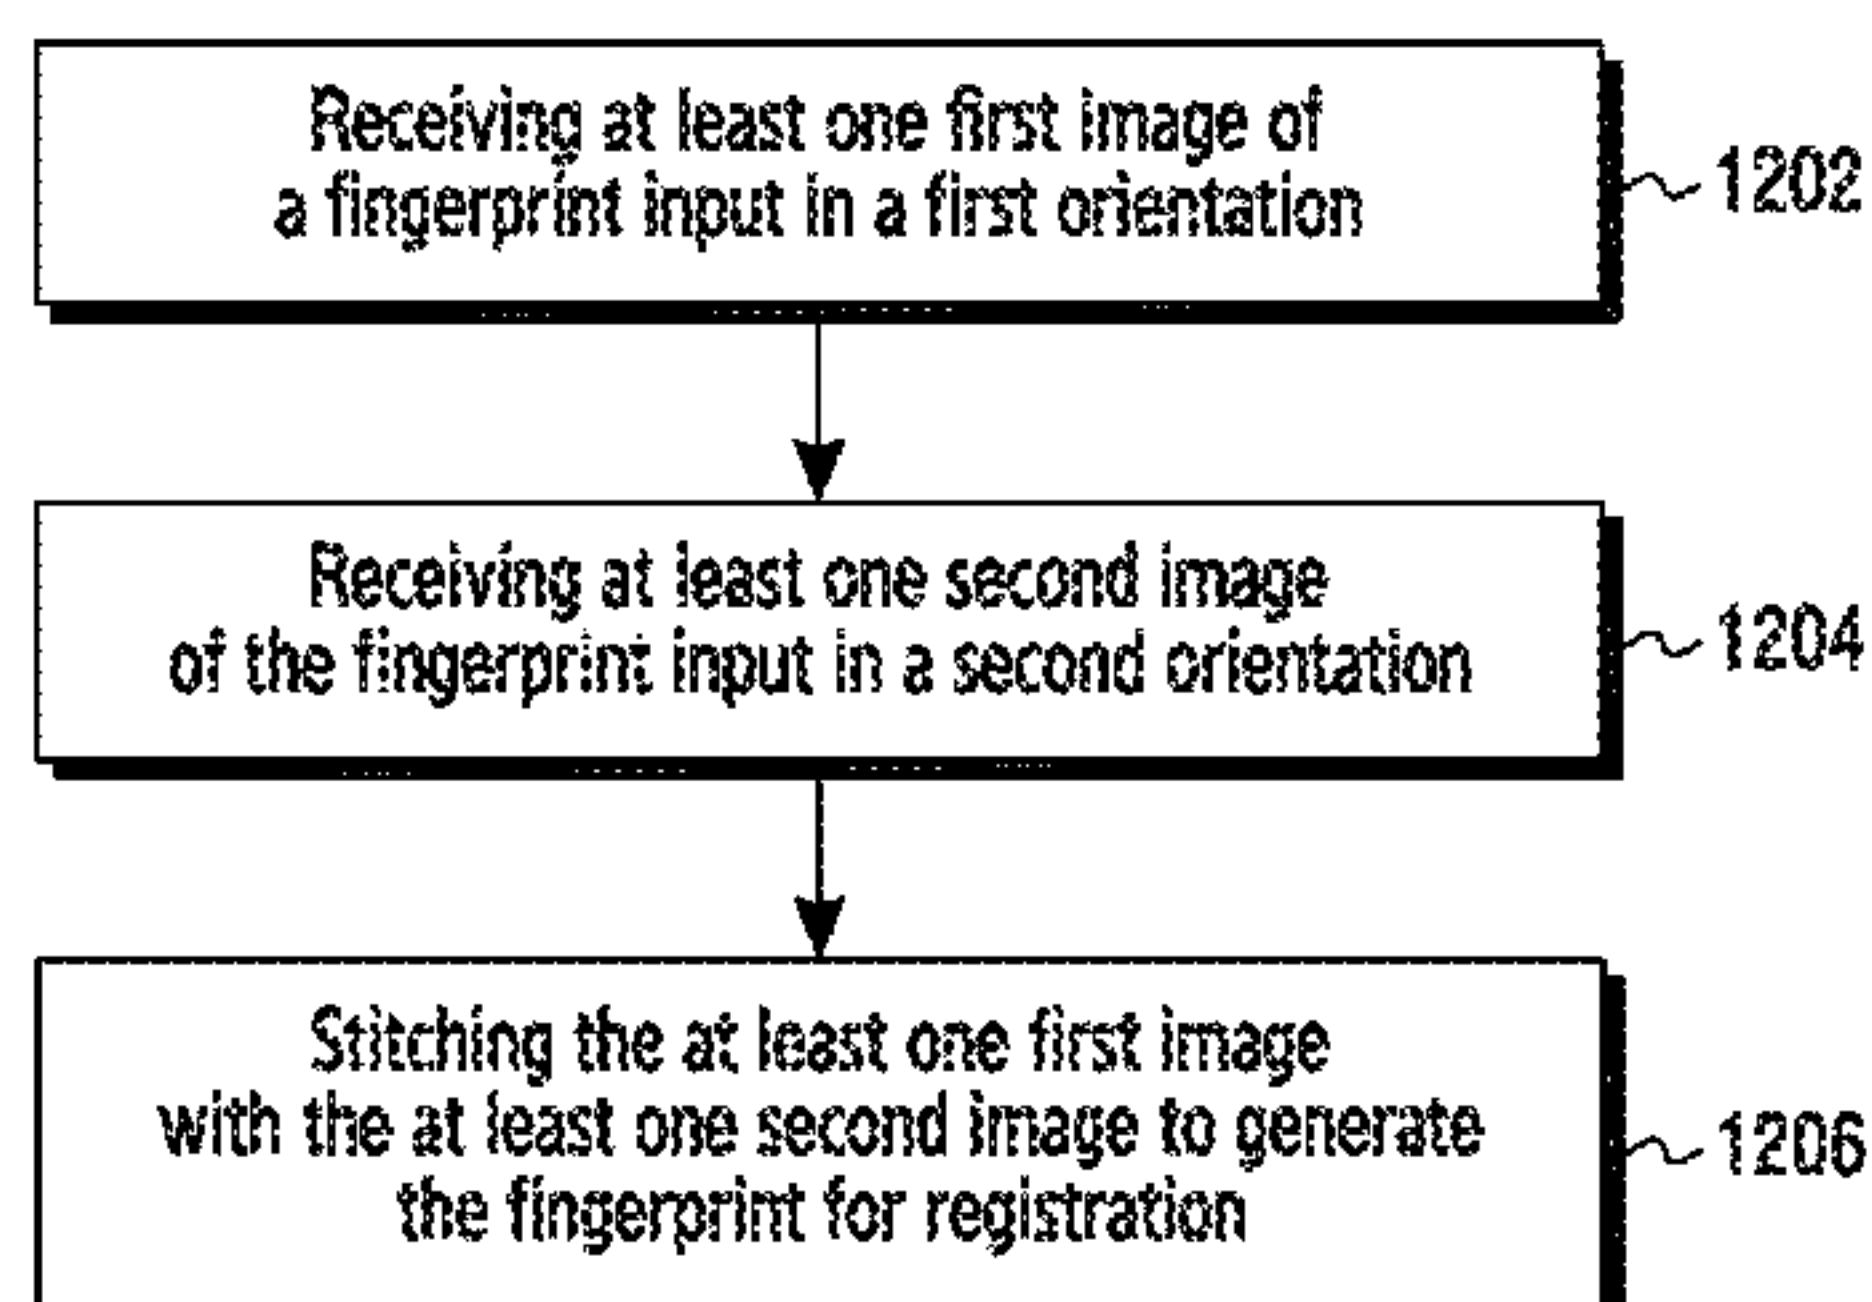 Receiving at least one first image of
a fingerprint input in a first orientation
1202
Receiving at least one second image
of the fingerprint input in a second orientation
1204
Stitching the at least one first image
with the at least one second image to generate
the fingerprint for registration
1206